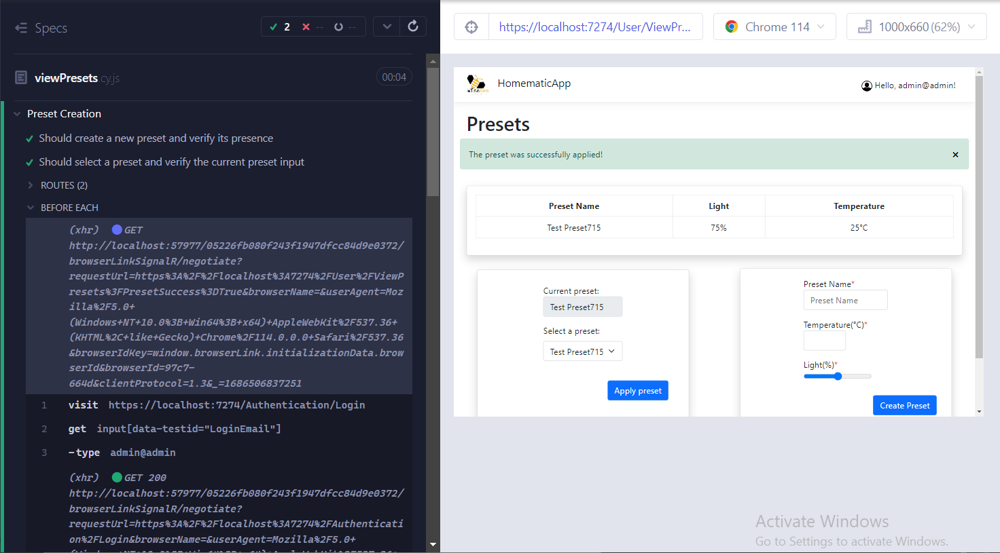 Specs
2
--
--
viewPresets.cy.js
00:04
Preset Creation
Should create a new preset and verify its presence
Should select a preset and verify the current preset input
ROUTES (2)
BEFORE EACH
(xhr) GET
http://localhost:57977/05226fb080f243f1947dfcc84d9e0372/
browserLinkSignalR/negotiate?
requestUrl=https%3A%2F%2Flocalhost%3A7274%2FUser%2FViewP
resets%3FPresetSuccess%3DTrue&browserName=&userAgent=Moz
illa%2F5.0+
(Windows+NT+10.0%3B+Win64%3B+x64)+AppleWebKit%2F537.36+
(KHTML%2C+like+Gecko)+Chrome%2F114.0.0.0+Safari%2F537.36
&browserIdKey=window.browserLink.initializationData.brow
serId&browserId=97c7-
664d&clientProtocol=1.3&_=1686506837251
1 visit https://localhost:7274/Authentication/Login
2 get input[data-testid="LoginEmail"]
3 -type admin@admin
(xhr) GET 200
http://localhost:57977/05226fb080f243f1947dfcc84d9e0372/
browserLinkSignalR/negotiate?
requestUrl=https%3A%2F%2Flocalhost%3A7274%2FAuthenticati
on%2FLogin&browserName=&userAgent=Mozilla%2F5.0+
https://localhost:7274/User/ViewPr...
Chrome 114
1000x660 (62%)
HomematicApp
Hello, admin@admin!
Presets
The preset was successfully applied!
×
Preset Name Light Temperature
Test Preset715 75% 25°C
Current preset:
Test Preset715
Select a preset:
Test Preset715
Apply preset
Preset Name*
Preset Name
Temperature(°C)*
Light(%)*
Create Preset
Activate Windows
Go to Settings to activate Windows.